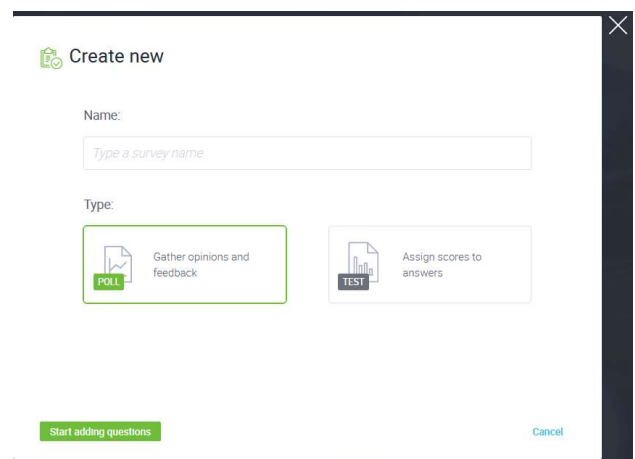 Create new
Name:
Type a survey name
Type:
POLL
Gather opinions and
feedback
TEST
Assign scores to
answers
Start adding questions
Cancel